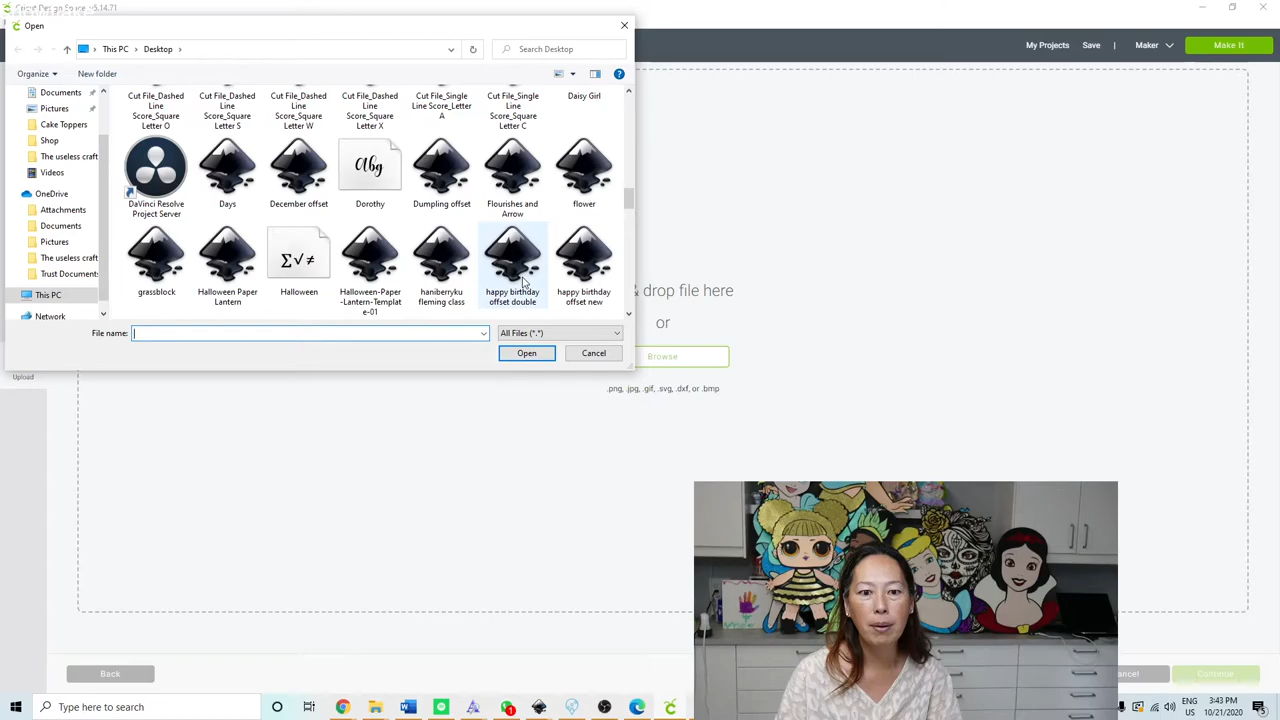 Open
This PC
Desktop
Search Desktop
My Projects
Save
|
Maker
Make It
Organize
New folder
Documents
Pictures
Cake Toppers
Shop
The useless craft
Videos
OneDrive
Attachments
Documents
Pictures
The useless craft
Trust Documents
This PC
Network
Cut File_Dashed
Line
Score_Square
Letter O
Cut File_Dashed
Line
Score_Square
Letter S
Cut File_Dashed
Line
Score_Square
Letter W
Cut File_Dashed
Line
Score_Square
Letter X
Cut File_Single
Line Score_Letter
A
Cut File_Single
Line
Score_Square
Letter C
Daisy Girl
DaVinci Resolve
Project Server
Days
December offset
Abg
Dorothy
Dumpling offset
Flourishes and
Arrow
flower
grassblock
Halloween Paper
Lantern
Σ√≠
Halloween
Halloween-Paper
-Lantern-Templat
e-01
haniberryku
fleming class
happy birthday
offset double
happy birthday
offset new
File name:
All Files (*.*)
Open
Cancel
& drop file here
or
Browse
.png, .jpg, .gif, .svg, .dxf, or .bmp
Upload
Back
Continue
Type here to search
1
ENG
US
3:43 PM
10/21/2020
5